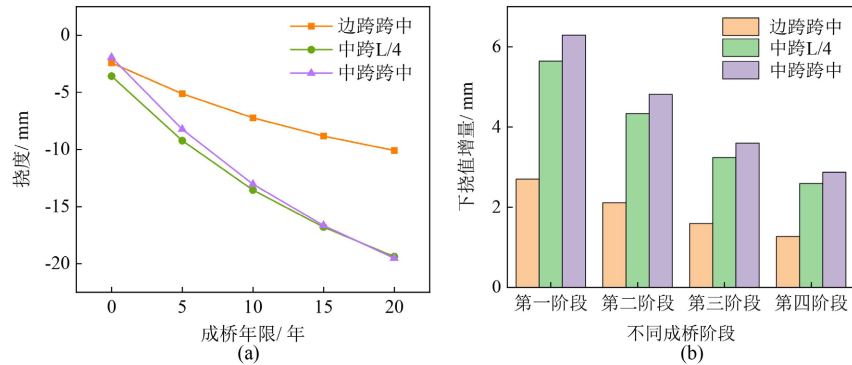 0
-5
-10
-15
-20
挠度/ mm
边跨跨中
中跨L/4
中跨跨中
0 5 10 15 20
成桥年限/ 年
(a)
6
4
2
0
下挠值增量/ mm
边跨跨中
中跨L/4
中跨跨中
第一阶段 第二阶段 第三阶段 第四阶段
不同成桥阶段
(b)